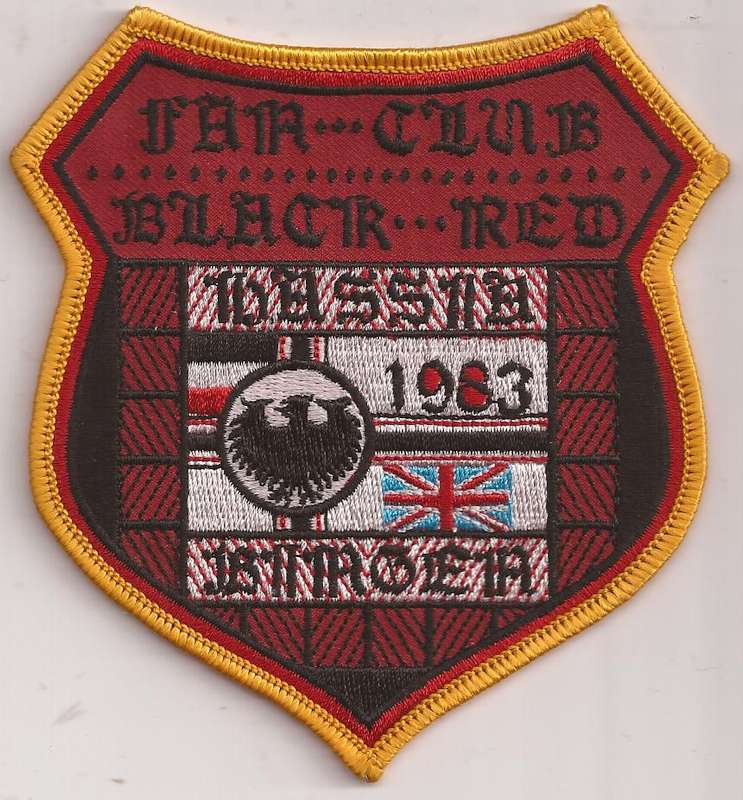 FAN···CLUB
BLACK···RED
HASSIA
1983
BINGEN